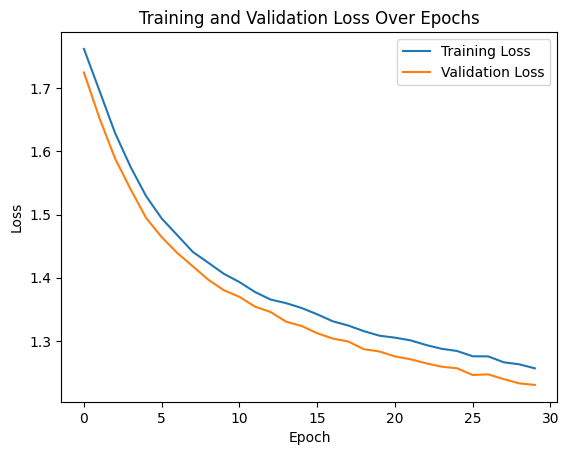 Training and Validation Loss Over Epochs
Training Loss
Validation Loss
Loss
1.7
1.6
1.5
1.4
1.3
0 5 10 15 20 25 30
Epoch